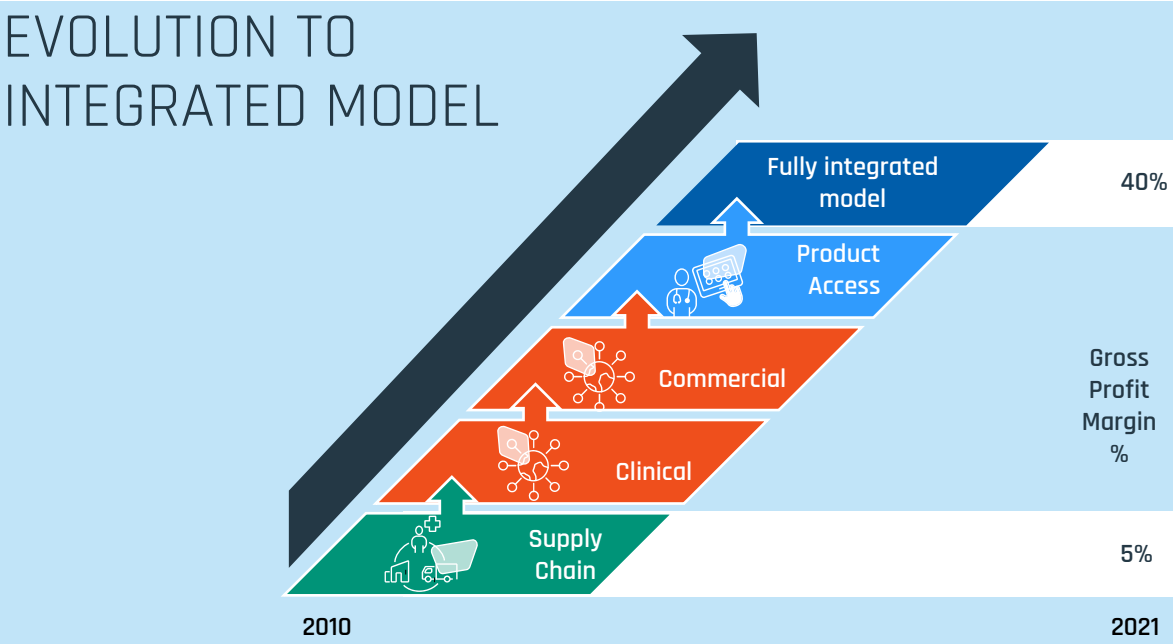 EVOLUTION TO
INTEGRATED MODEL
Fully integrated
model
40%
Product
Access
Commercial
Gross
Profit
Margin
%
Clinical
Supply
Chain
5%
2010
2021